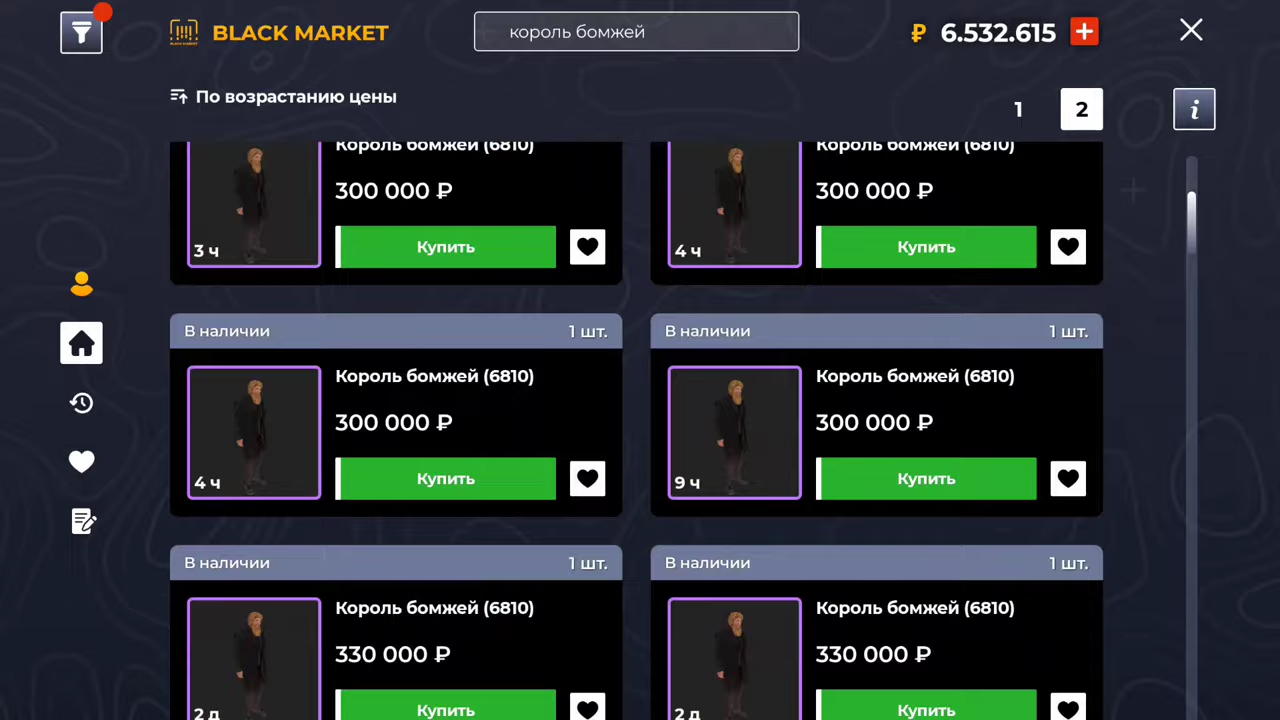 BLACK MARKET
король бомжей
₽ 6.532.615
По возрастанию цены
1
2
i
Король бомжей (6810)
300 000 ₽
3 ч
Купить
Король бомжей (6810)
300 000 ₽
4 ч
Купить
В наличии
1 шт.
Король бомжей (6810)
300 000 ₽
4 ч
Купить
В наличии
1 шт.
Король бомжей (6810)
300 000 ₽
9 ч
Купить
В наличии
1 шт.
Король бомжей (6810)
330 000 ₽
2 д
Купить
В наличии
1 шт.
Король бомжей (6810)
330 000 ₽
2 д
Купить